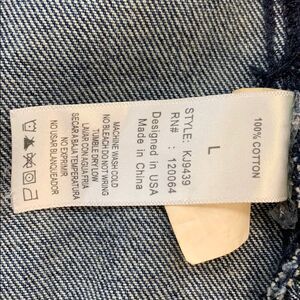 100% COTTON
L
STYLE: KJ9439
RN# : 120064
Designed in USA
Made in China
MACHINE WASH COLD
NO BLEACH DO NOT WRING
TUMBLE DRY LOW
LAVAR CON AGUA FRIA
SECAR A BAJA TEMPERATURA
NO EXPRIMIR
NO USAR BLANQUEADOR